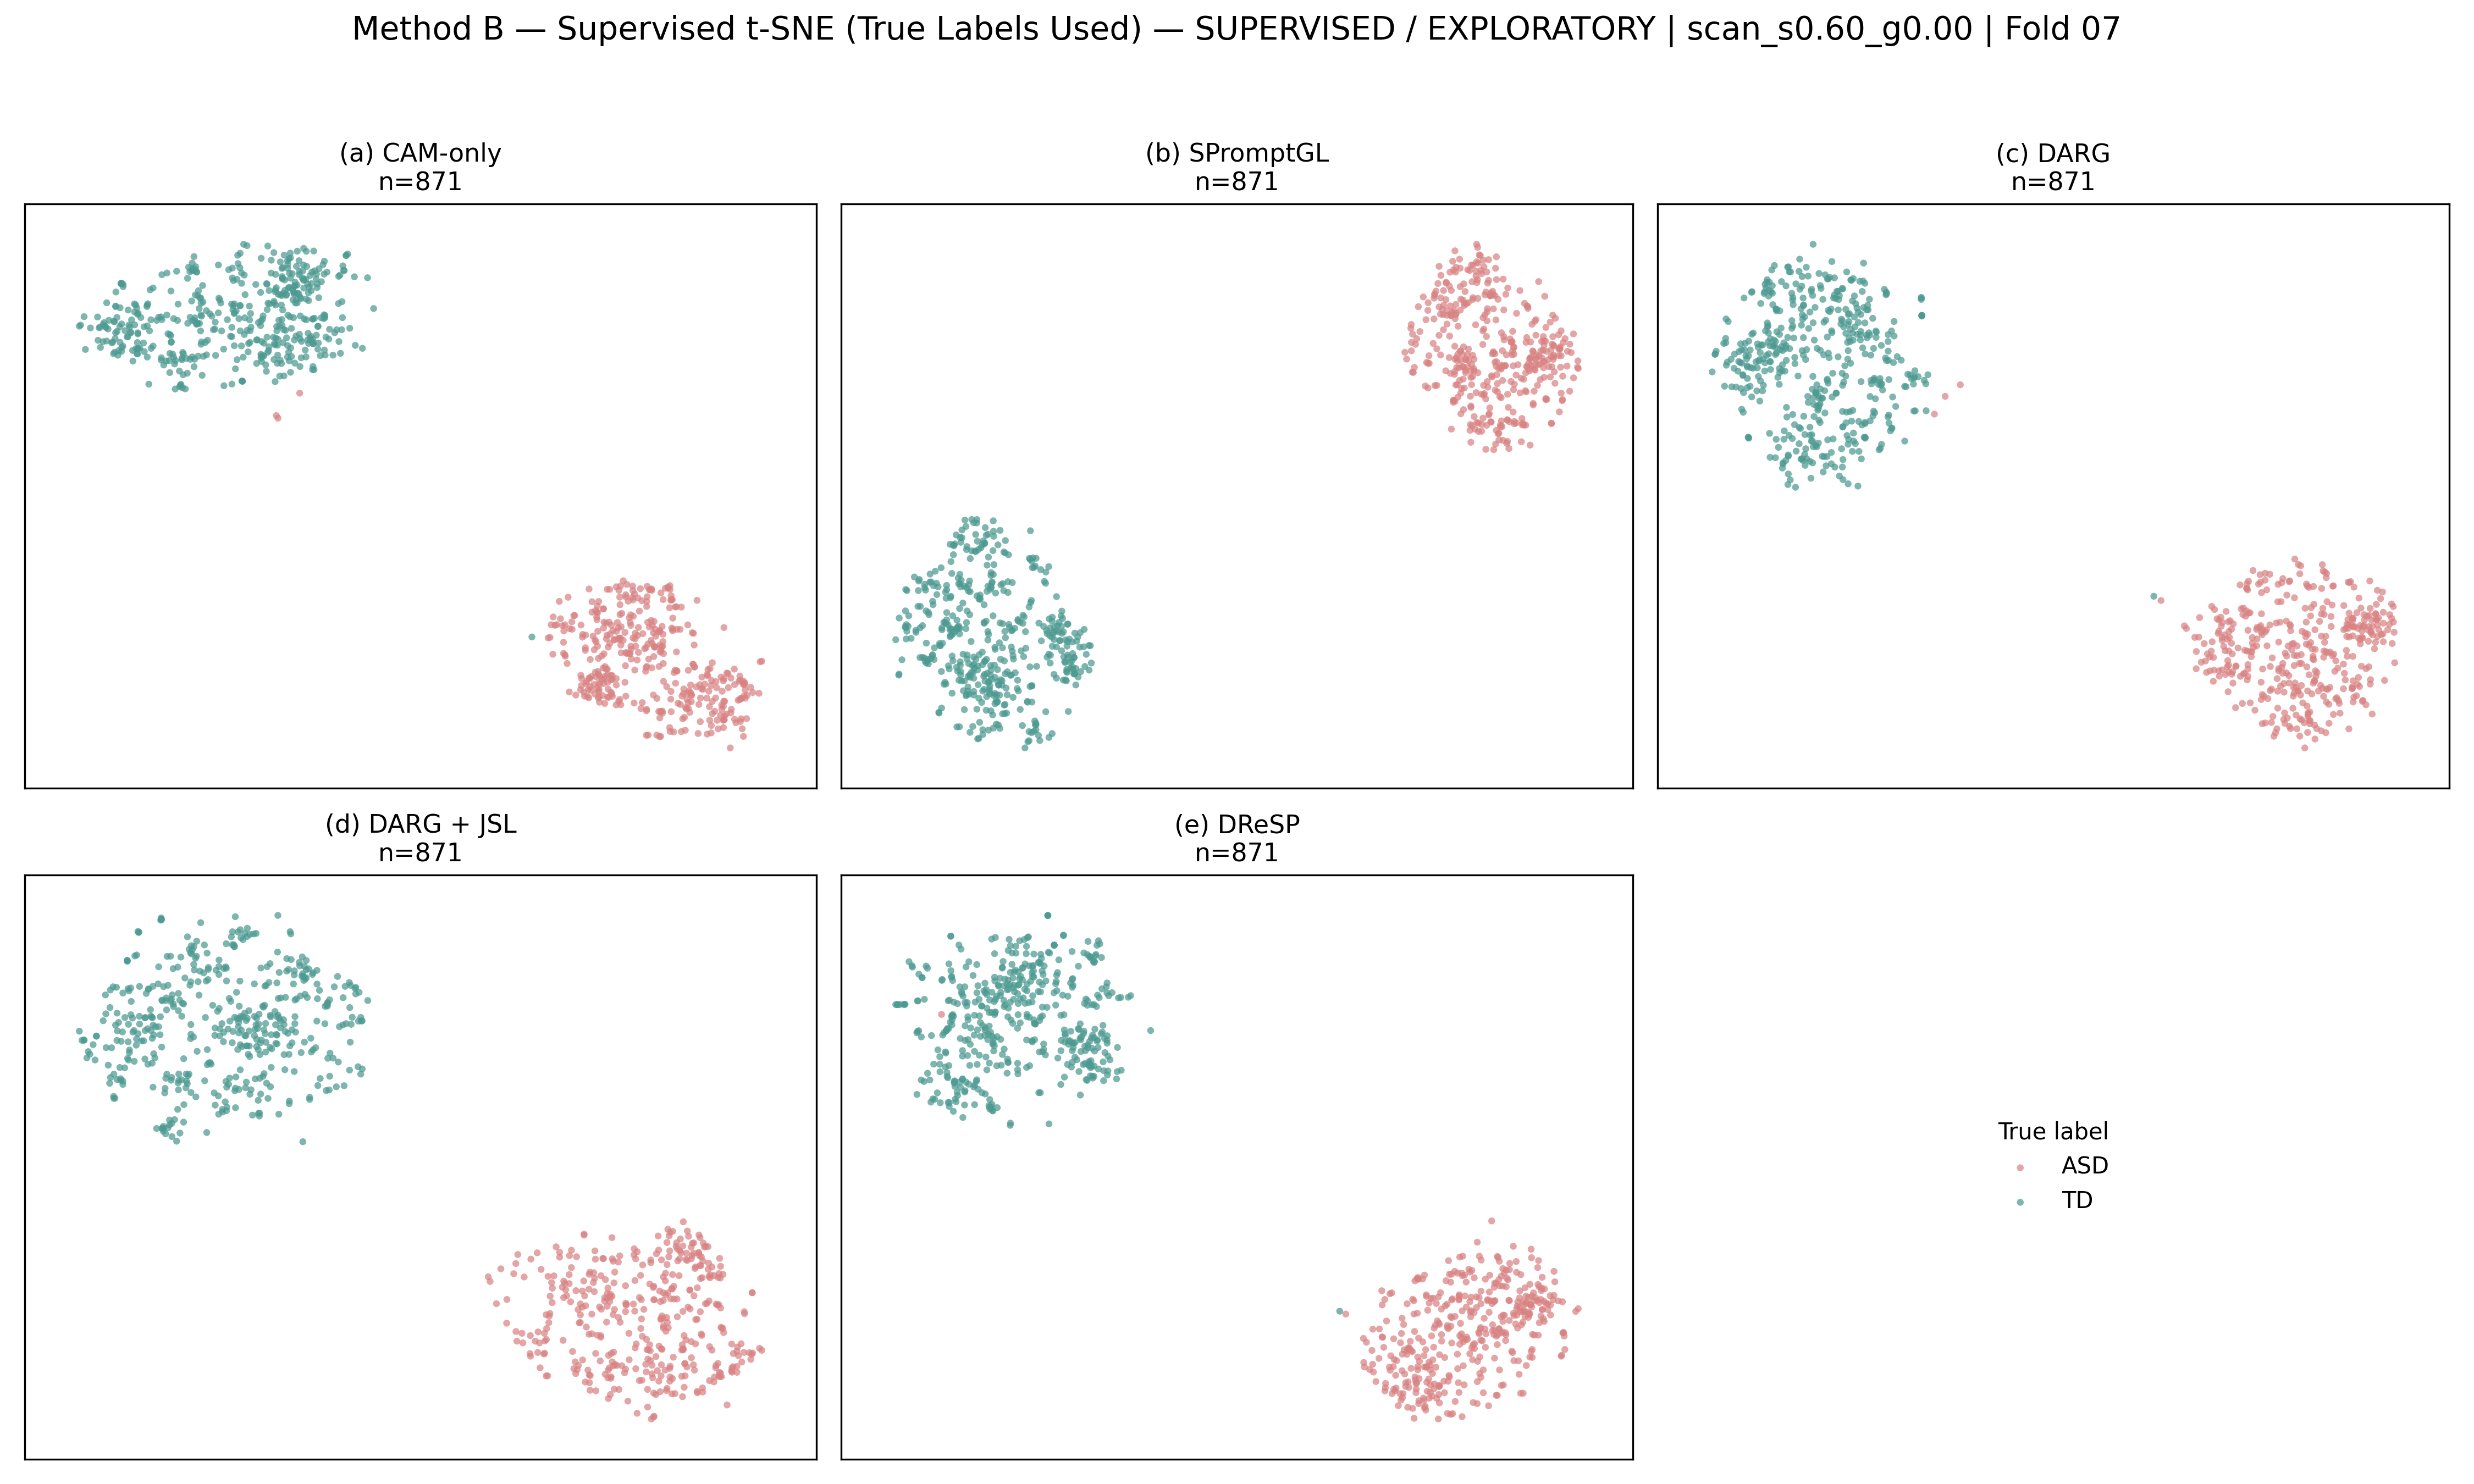 Method B — Supervised t-SNE (True Labels Used) — SUPERVISED / EXPLORATORY | scan_s0.60_g0.00 | Fold 07
(a) CAM-only
n=871
(b) SPromptGL
n=871
(c) DARG
n=871
(d) DARG + JSL
n=871
(e) DReSP
n=871
True label
ASD
TD